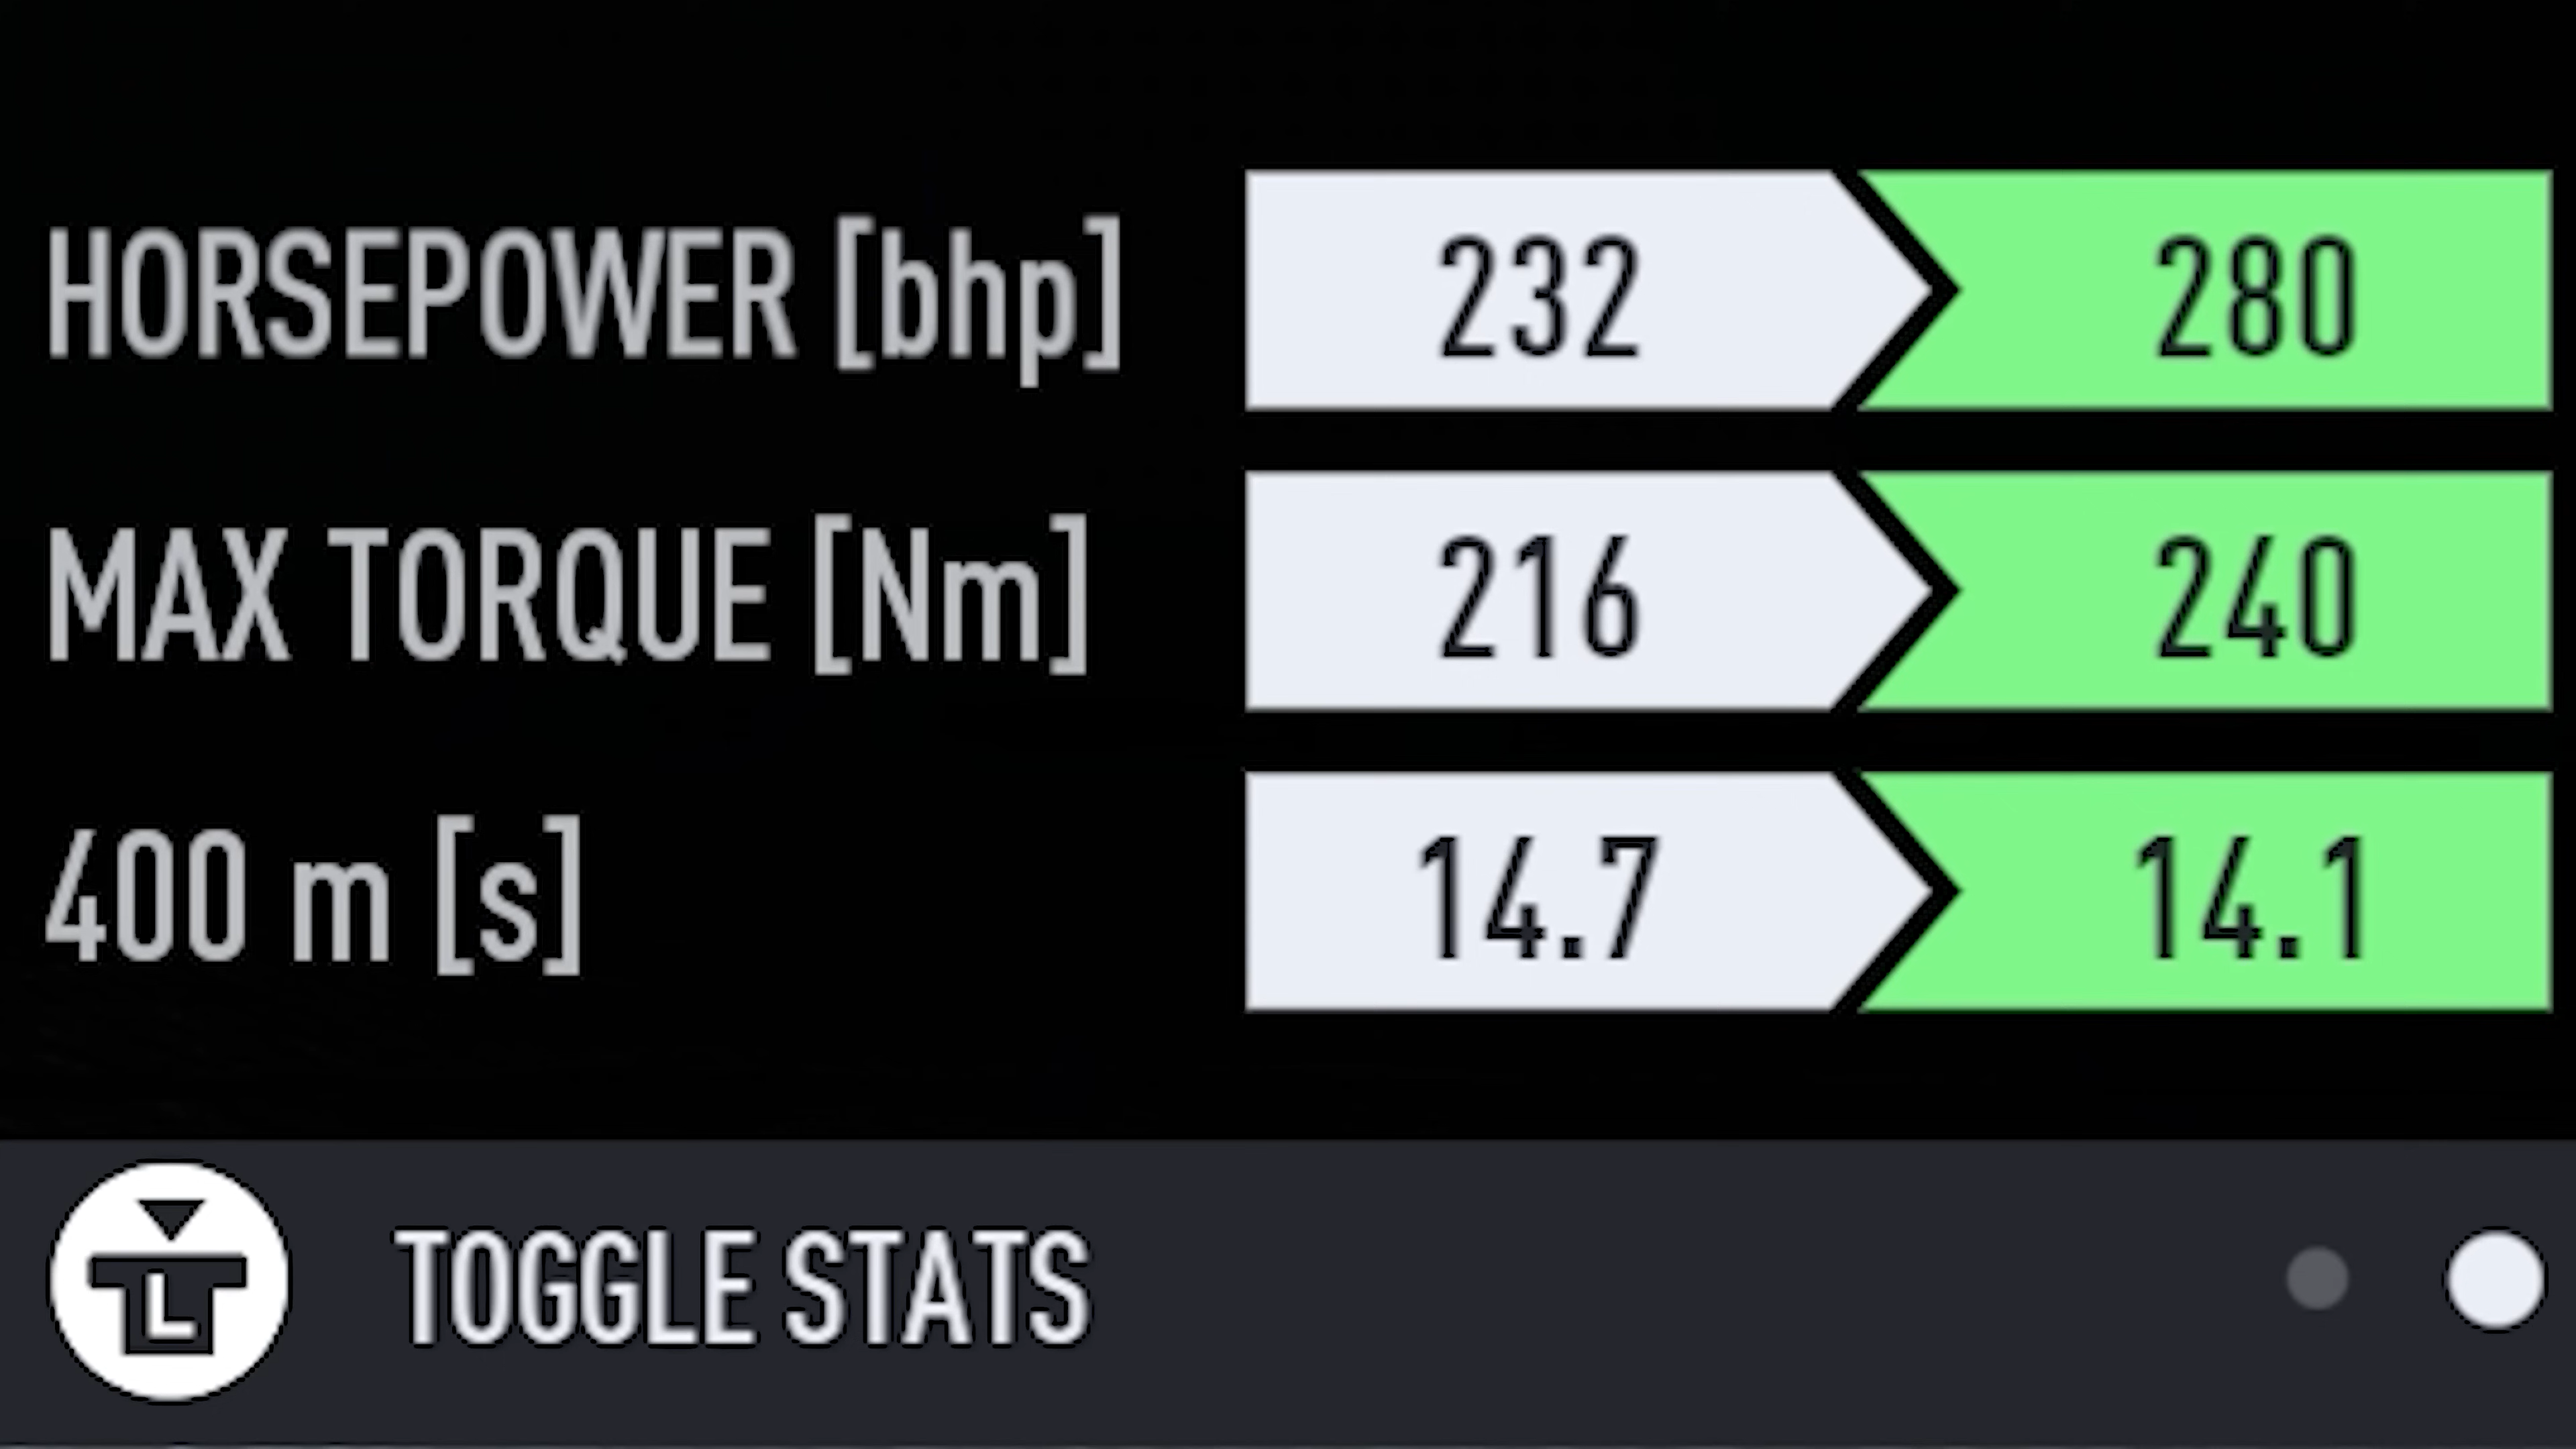 HORSEPOWER [bhp] 232 280
MAX TORQUE [Nm] 216 240
400 m [s] 14.7 14.1
L TOGGLE STATS